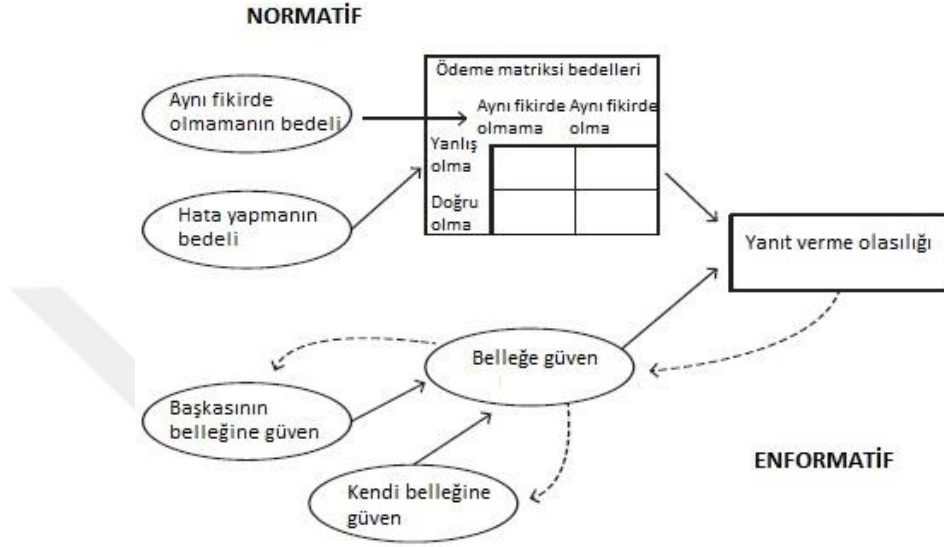 NORMATİF
Ödeme matriksi bedelleri
Aynı fikirde
olmamanın bedeli
Aynı fikirde Aynı fikirde
olmama olma
Yanlış
olma
Doğru
olma
Hata yapmanın
bedeli
Yanıt verme olasılığı
Belleğe güven
Başkasının
belleğine güven
Kendi belleğine
güven
ENFORMATİF